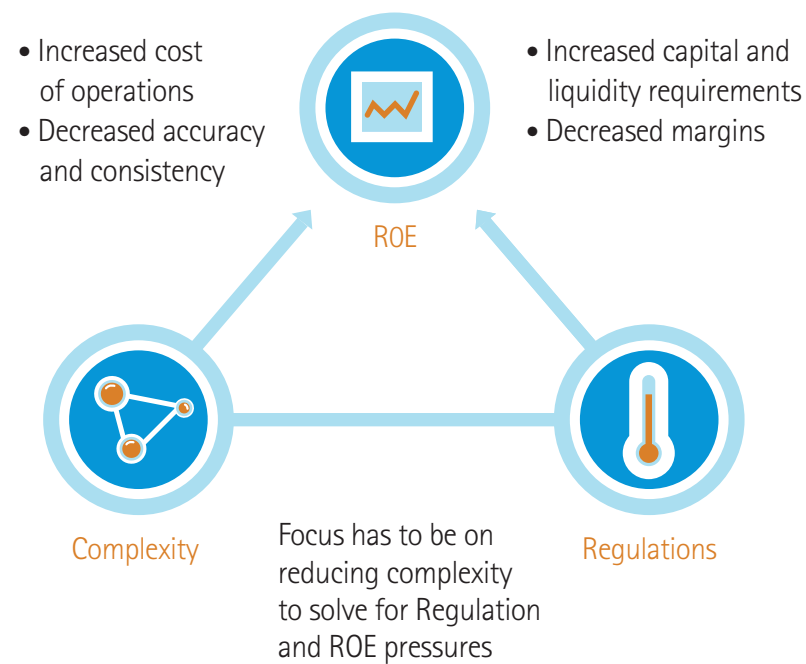 • Increased cost
of operations
• Decreased accuracy
and consistency
• Increased capital and
liquidity requirements
• Decreased margins
ROE
Complexity
Regulations
Focus has to be on
reducing complexity
to solve for Regulation
and ROE pressures